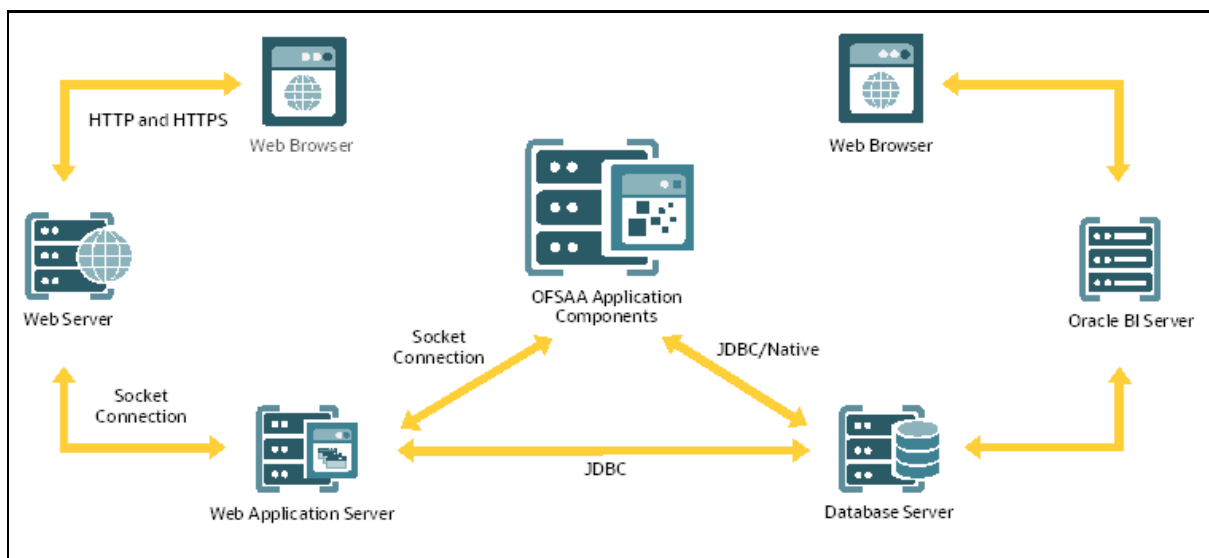 HTTP and HTTPS
Web Browser
Web Browser
Web Server
OFSAA Application
Components
Oracle BI Server
Socket
Connection
JDBC/Native
Socket
Connection
JDBC
Web Application Server
Database Server